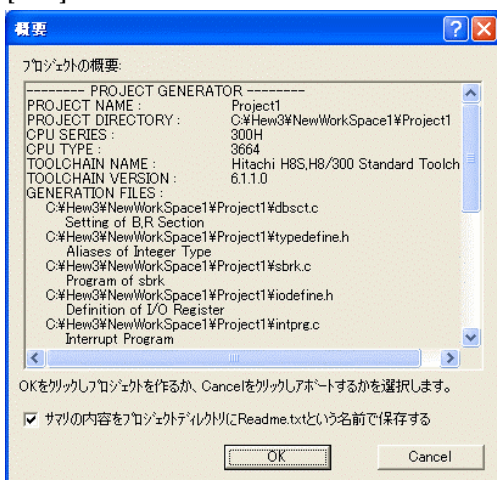 概要
プロジェクトの概要:
-------- PROJECT GENERATOR --------
PROJECT NAME : Project1
PROJECT DIRECTORY : C:¥Hew3¥NewWorkSpace1¥Project1
CPU SERIES : 300H
CPU TYPE : 3664
TOOLCHAIN NAME : Hitachi H8S,H8/300 Standard Toolch
TOOLCHAIN VERSION : 6.1.1.0
GENERATION FILES :
C:¥Hew3¥NewWorkSpace1¥Project1¥dbsct.c
Setting of B,R Section
C:¥Hew3¥NewWorkSpace1¥Project1¥typedefine.h
Aliases of Integer Type
C:¥Hew3¥NewWorkSpace1¥Project1¥sbrk.c
Program of sbrk
C:¥Hew3¥NewWorkSpace1¥Project1¥iodefine.h
Definition of I/O Register
C:¥Hew3¥NewWorkSpace1¥Project1¥intprg.c
Interrupt Program
OKをクリックしプロジェクトを作るか、Cancelをクリックしアボートするかを選択します。
サマリの内容をプロジェクトディレクトリにReadme.txtという名前で保存する
OK Cancel